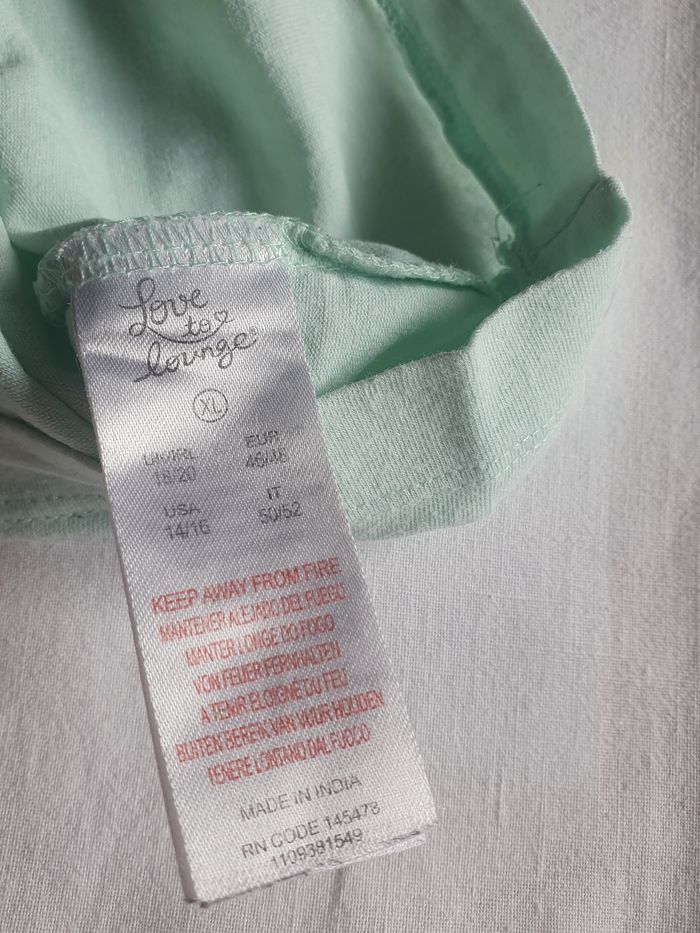 Love
to
lounge®
XL
UK/IRL EUR
18/20 46/48
USA IT
14/16 50/52
KEEP AWAY FROM FIRE
MANTENER ALEJADO DEL FUEGO
MANTER LONGE DO FOGO
VON FEUER FERNHALTEN
A TENIR ÉLOIGNÉ DU FEU
BUITEN BEREIK VAN VUUR HOUDEN
TENERE LONTANO DAL FUOCO
MADE IN INDIA
RN CODE 145478
1109391549